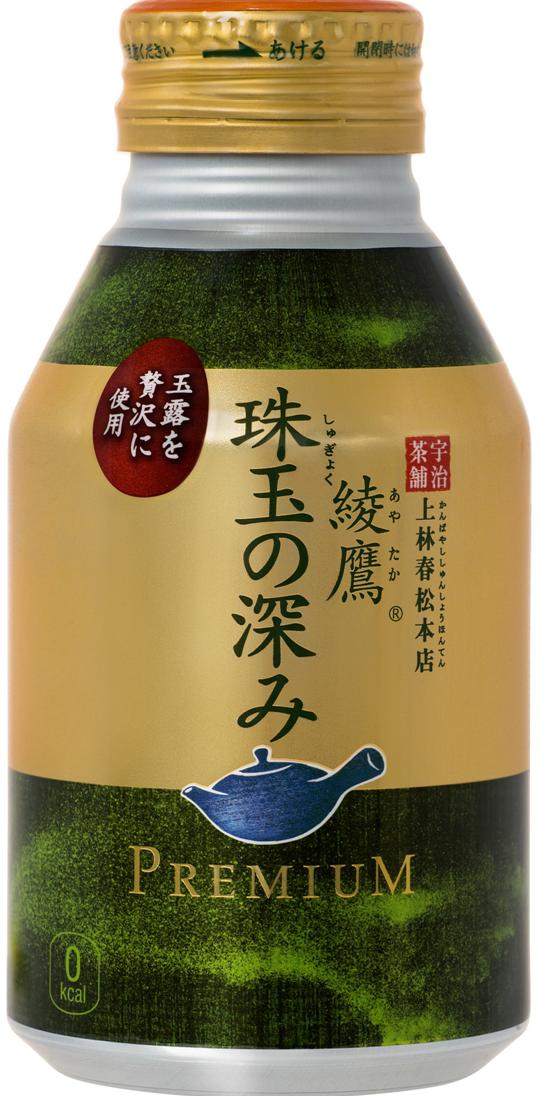 ください
あける
開閉時には
宇治
茶舗
上林春松本店
かんばやししゅんしょうほんてん
綾鷹®
あやたか
珠玉の深み
しゅぎょく
玉露を
贅沢に
使用
PREMIUM
0
kcal